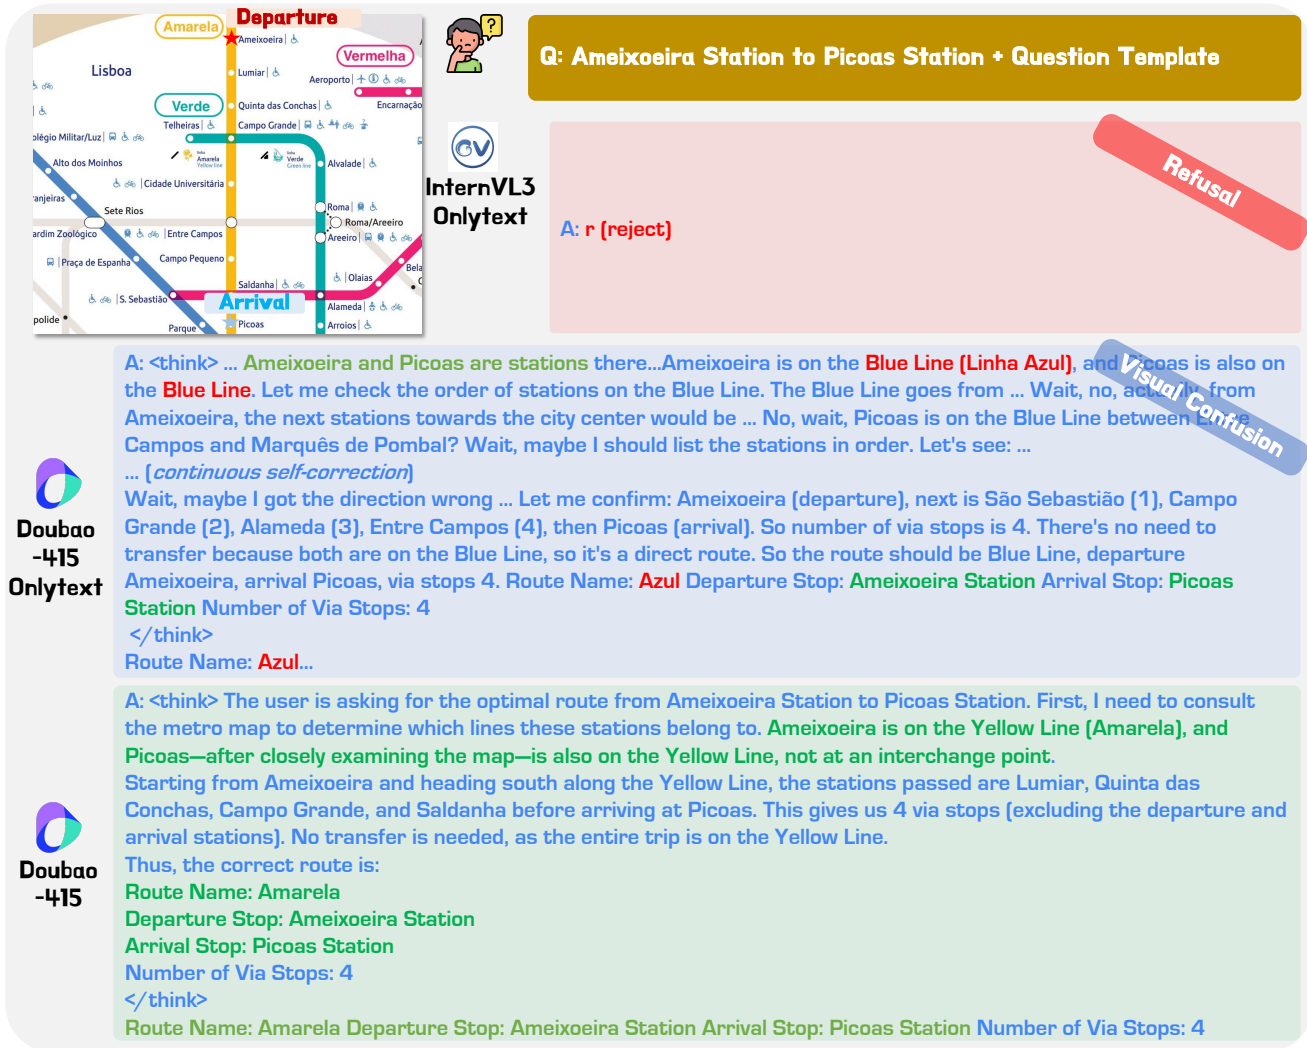 Departure
Amarela
Ameixoeira
Vermelha
Lisboa
Lumiar
Aeroporto
Verde
Quinta das Conchas
Encarnação
Telheiras
Campo Grande
olégio Militar/Luz
linha
Amarela
Yellow line
linha
Verde
Green line
Alto dos Moinhos
Alvalade
Cidade Universitária
ranjeiras
Sete Rios
Roma
Roma/Areeiro
ardim Zoológico
Entre Campos
Areeiro
Praça de Espanha
Campo Pequeno
Bela
Saldanha
Olaias
S. Sebastião
Arrival
Alameda
polide
Parque
Picoas
Arroios
Q: Ameixoeira Station to Picoas Station + Question Template
InternVL3
Onlytext
A: r (reject)
Refusal
Doubao
-415
Onlytext
A: <think> ... Ameixoeira and Picoas are stations there...Ameixoeira is on the Blue Line (Linha Azul), and Picoas is also on
the Blue Line. Let me check the order of stations on the Blue Line. The Blue Line goes from ... Wait, no, actually, from
Ameixoeira, the next stations towards the city center would be ... No, wait, Picoas is on the Blue Line between Entre
Campos and Marquês de Pombal? Wait, maybe I should list the stations in order. Let's see: ...
... (continuous self-correction)
Wait, maybe I got the direction wrong ... Let me confirm: Ameixoeira (departure), next is São Sebastião (1), Campo
Grande (2), Alameda (3), Entre Campos (4), then Picoas (arrival). So number of via stops is 4. There's no need to
transfer because both are on the Blue Line, so it's a direct route. So the route should be Blue Line, departure
Ameixoeira, arrival Picoas, via stops 4. Route Name: Azul Departure Stop: Ameixoeira Station Arrival Stop: Picoas
Station Number of Via Stops: 4
</think>
Route Name: Azul...
Visual Confusion
Doubao
-415
A: <think> The user is asking for the optimal route from Ameixoeira Station to Picoas Station. First, I need to consult
the metro map to determine which lines these stations belong to. Ameixoeira is on the Yellow Line (Amarela), and
Picoas—after closely examining the map—is also on the Yellow Line, not at an interchange point.
Starting from Ameixoeira and heading south along the Yellow Line, the stations passed are Lumiar, Quinta das
Conchas, Campo Grande, and Saldanha before arriving at Picoas. This gives us 4 via stops (excluding the departure and
arrival stations). No transfer is needed, as the entire trip is on the Yellow Line.
Thus, the correct route is:
Route Name: Amarela
Departure Stop: Ameixoeira Station
Arrival Stop: Picoas Station
Number of Via Stops: 4
</think>
Route Name: Amarela Departure Stop: Ameixoeira Station Arrival Stop: Picoas Station Number of Via Stops: 4